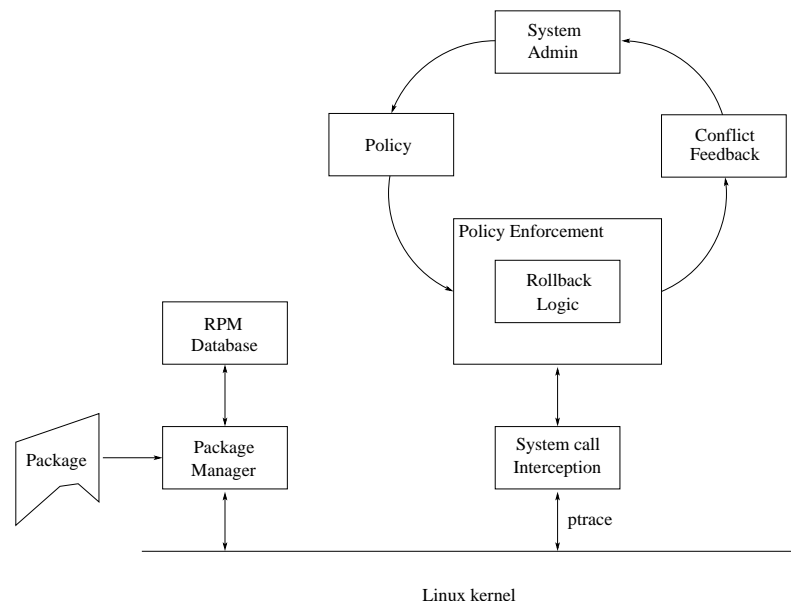 System
Admin
Policy
Conflict
Feedback
Policy Enforcement
Rollback
Logic
RPM
Database
Package
Package
Manager
System call
Interception
ptrace
Linux kernel